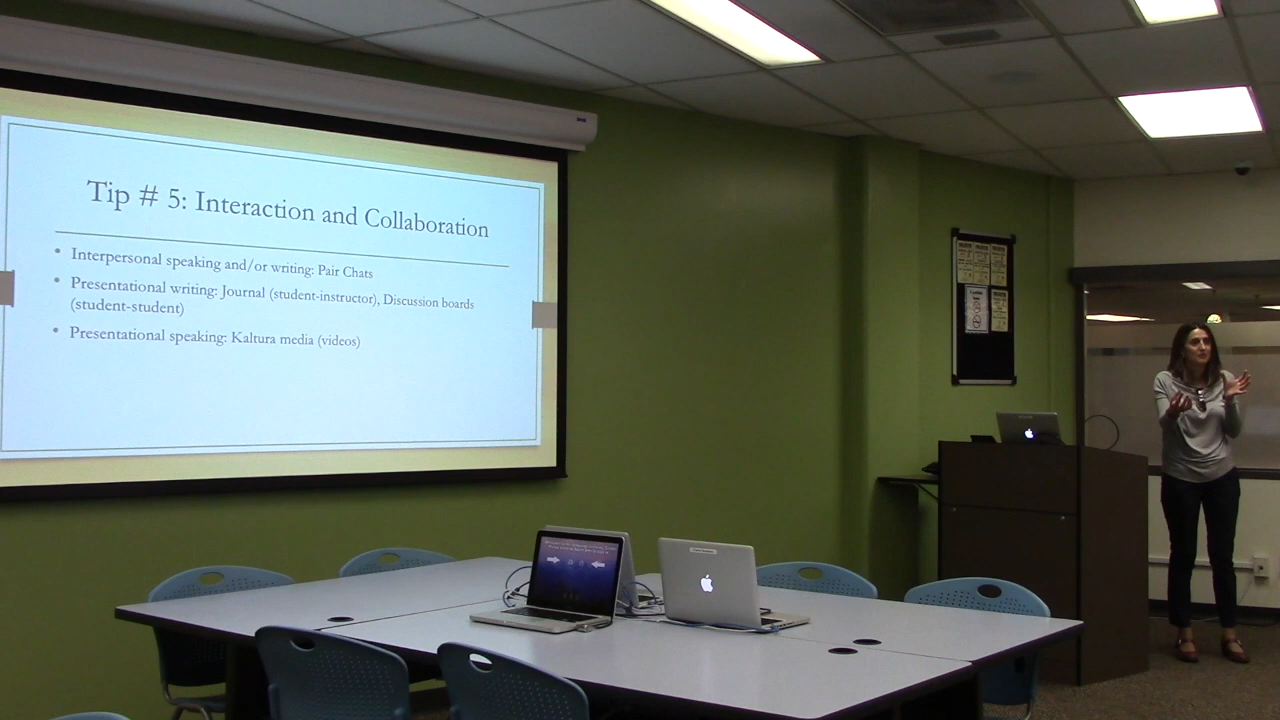 Tip # 5: Interaction and Collaboration
• Interpersonal speaking and/or writing: Pair Chats
• Presentational writing: Journal (student-instructor), Discussion boards
(student-student)
• Presentational speaking: Kaltura media (videos)